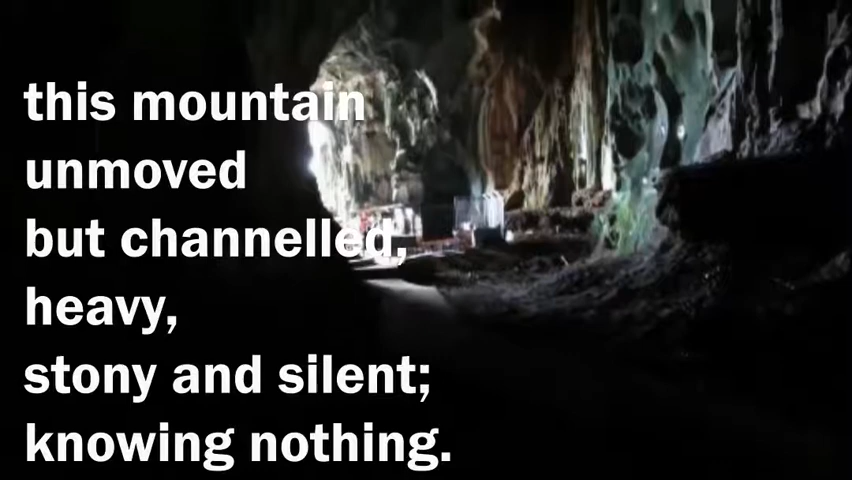 this mountain
unmoved
but channelled,
heavy,
stony and silent;
knowing nothing.